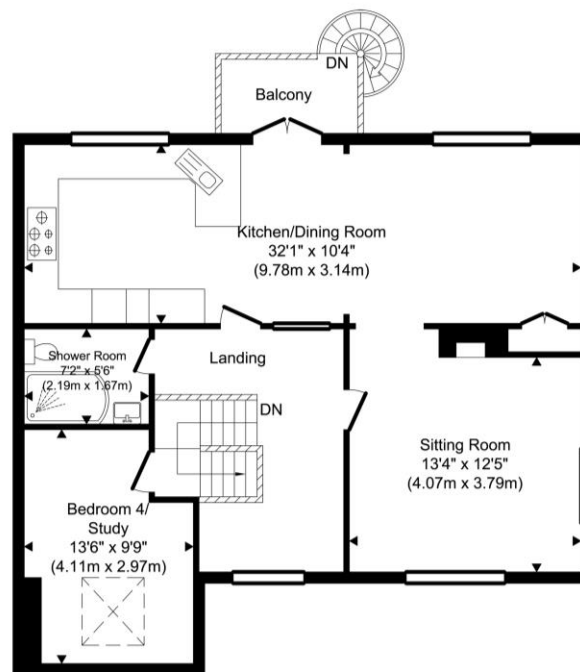 DN
Balcony
Kitchen/Dining Room
32'1" x 10'4"
(9.78m x 3.14m)
Shower Room
7'2" x 5'6"
(2.19m x 1.67m)
Landing
DN
Sitting Room
13'4" x 12'5"
(4.07m x 3.79m)
Bedroom 4/
Study
13'6" x 9'9"
(4.11m x 2.97m)